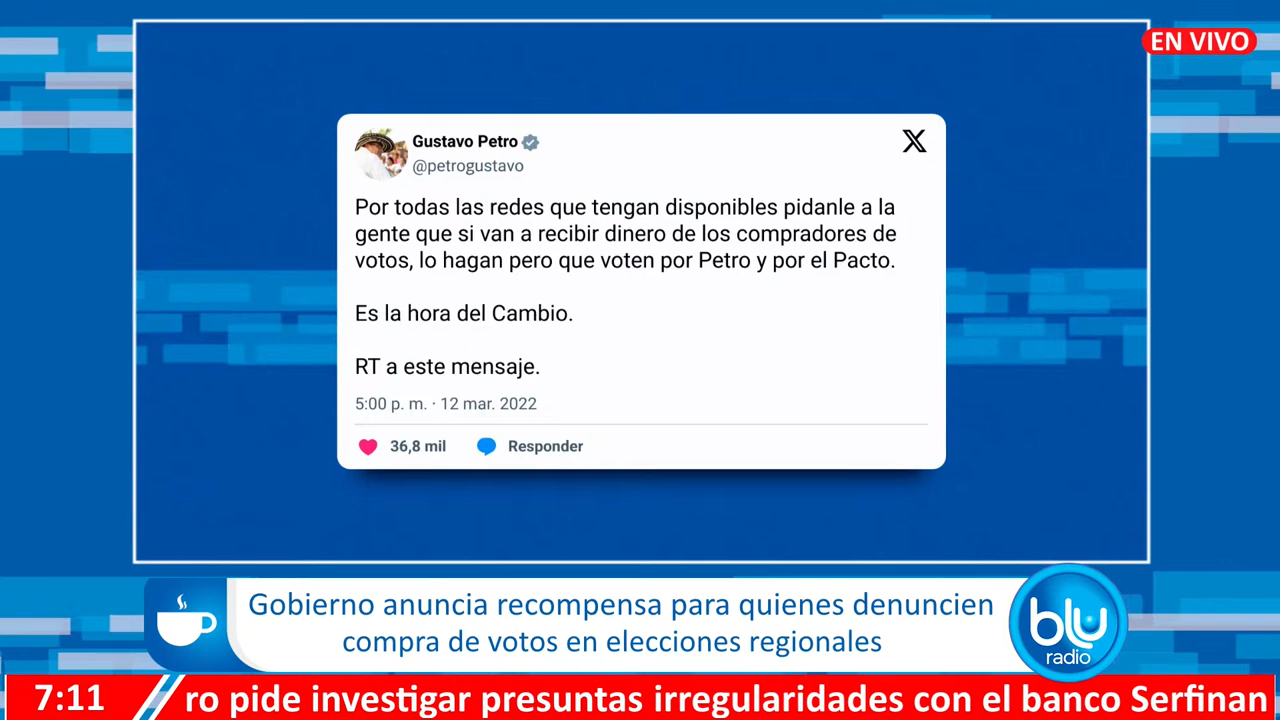 EN VIVO
Gustavo Petro
@petrogustavo
Por todas las redes que tengan disponibles pidanle a la
gente que si van a recibir dinero de los compradores de
votos, lo hagan pero que voten por Petro y por el Pacto.
Es la hora del Cambio.
RT a este mensaje.
5:00 p. m. · 12 mar. 2022
36,8 mil Responder
Gobierno anuncia recompensa para quienes denuncien
compra de votos en elecciones regionales
blu
radio
7:11 ro pide investigar presuntas irregularidades con el banco Serfinan